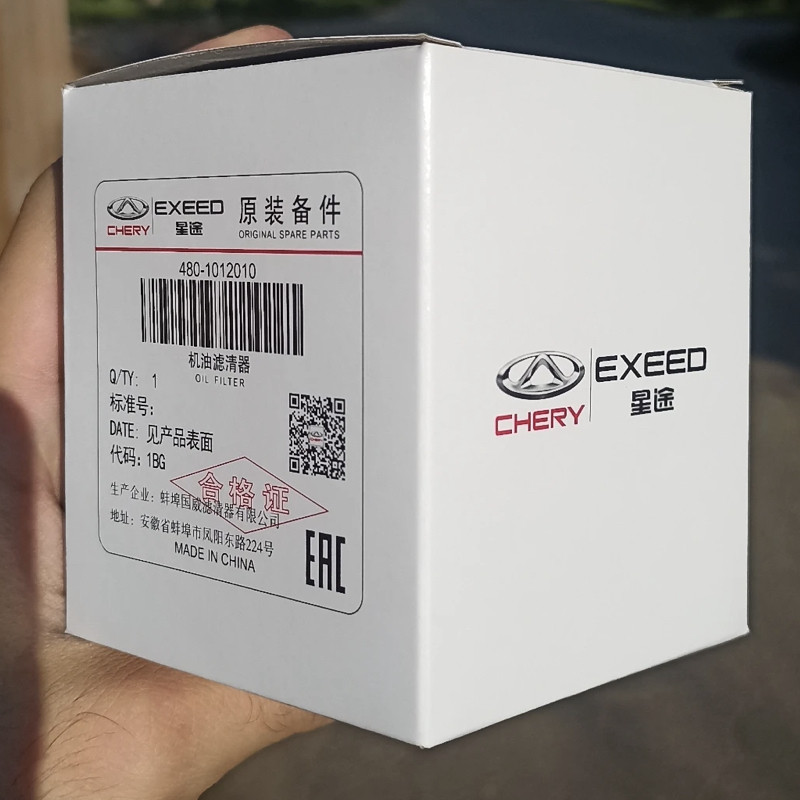 CHERY
EXEED
星途
原装备件
ORIGINAL SPARE PARTS
480-1012010
机油滤清器
OIL FILTER
Q/TY: 1
标准号:
DATE: 见产品表面
代码: 1BG
合格证
生产企业: 蚌埠国威滤清器有限公司
地址: 安徽省蚌埠市凤阳东路224号
MADE IN CHINA
EAC
CHERY
EXEED
星途